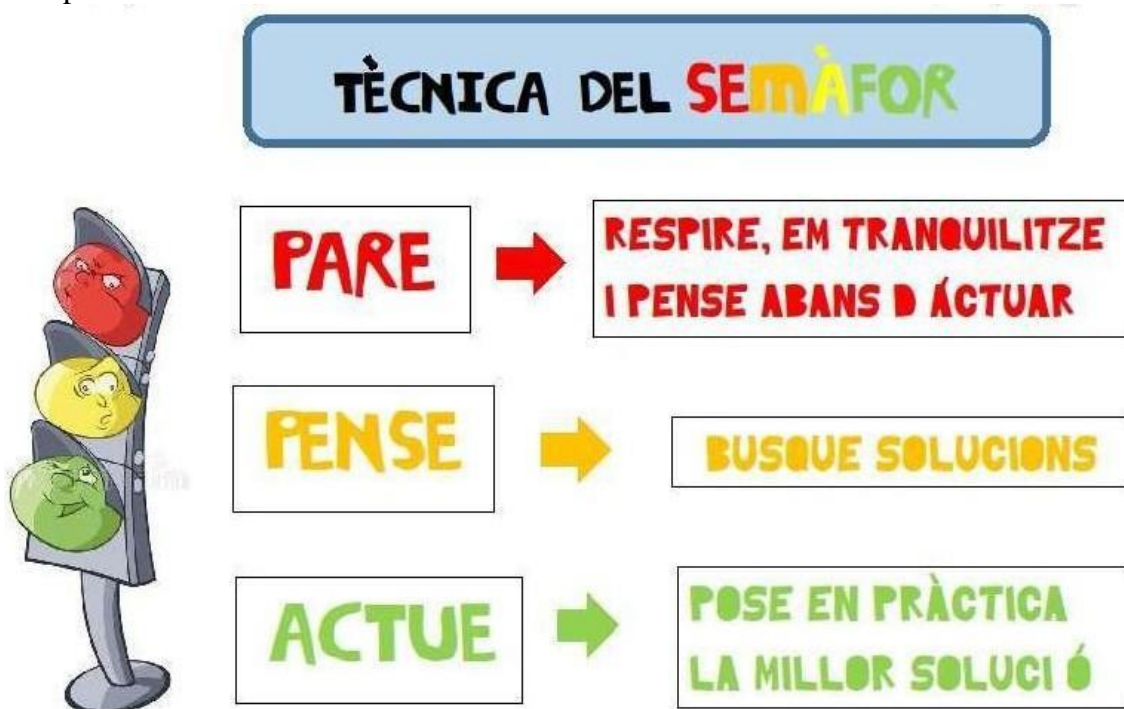 TÈCNICA DEL SEMÀFOR
PARE
RESPIRE, EM TRANQUILITZE
I PENSE ABANS D ÁCTUAR
PENSE
BUSQUE SOLUCIONS
ACTUE
POSE EN PRÀCTICA
LA MILLOR SOLUCI Ó